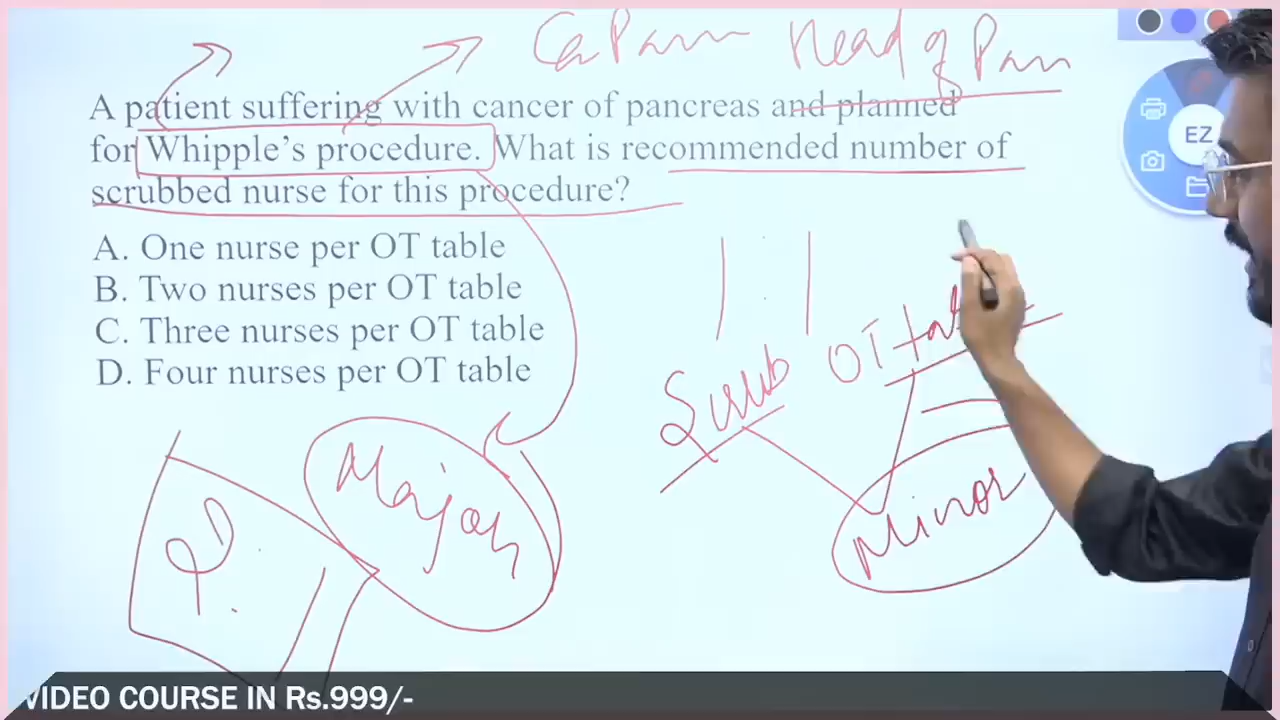 Ca Pan Head of Pan
A patient suffering with cancer of pancreas and planned
for Whipple's procedure. What is recommended number of
scrubbed nurse for this procedure?
A. One nurse per OT table
B. Two nurses per OT table
C. Three nurses per OT table
D. Four nurses per OT table
1 : 1
Scrub OT
Major
Minor
EZ
VIDEO COURSE IN Rs.999/-